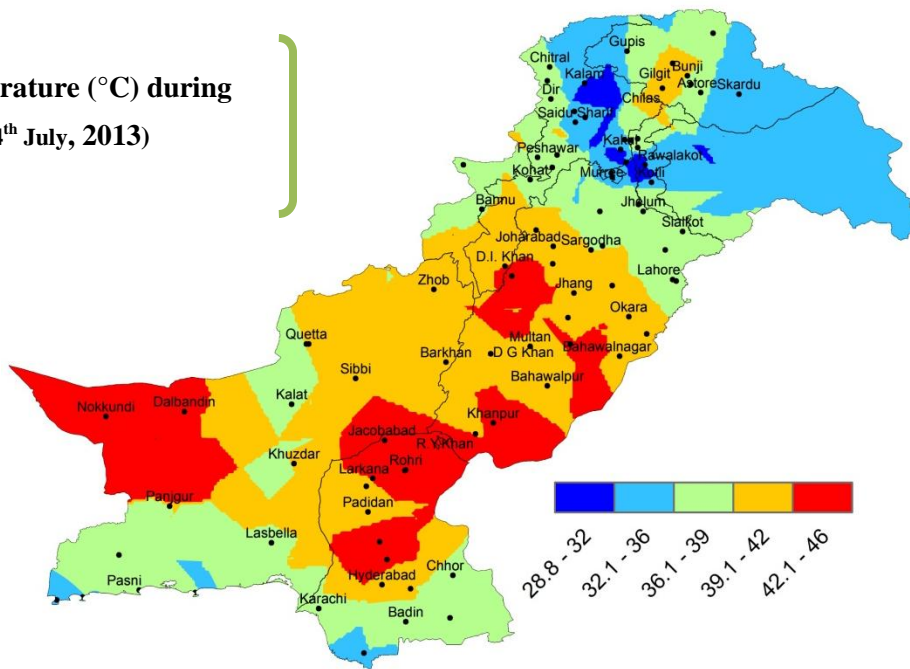 rature (°C) during
4th July, 2013)
Gupis
Chitral
Kalam
Gilgit
Bunji
Dir
Astore
Skardu
Chilas
Saidu Sharif
Peshawar
Kakul
Rawalakot
Kohat
Murree
Kotli
Bannu
Jhelum
Sialkot
Joharabad
Sargodha
D.I. Khan
Lahore
Zhob
Jhang
Okara
Quetta
Multan
Bahawalnagar
Barkhan
D G Khan
Sibbi
Bahawalpur
Kalat
Nokkundi
Dalbandin
Khanpur
Jacobabad
R.Y.Khan
Khuzdar
Rohri
Larkana
Panjgur
Padidan
Lasbella
Chhor
Pasni
Hyderabad
Karachi
Badin
28.8 - 32
32.1 - 36
36.1 - 39
39.1 - 42
42.1 - 46